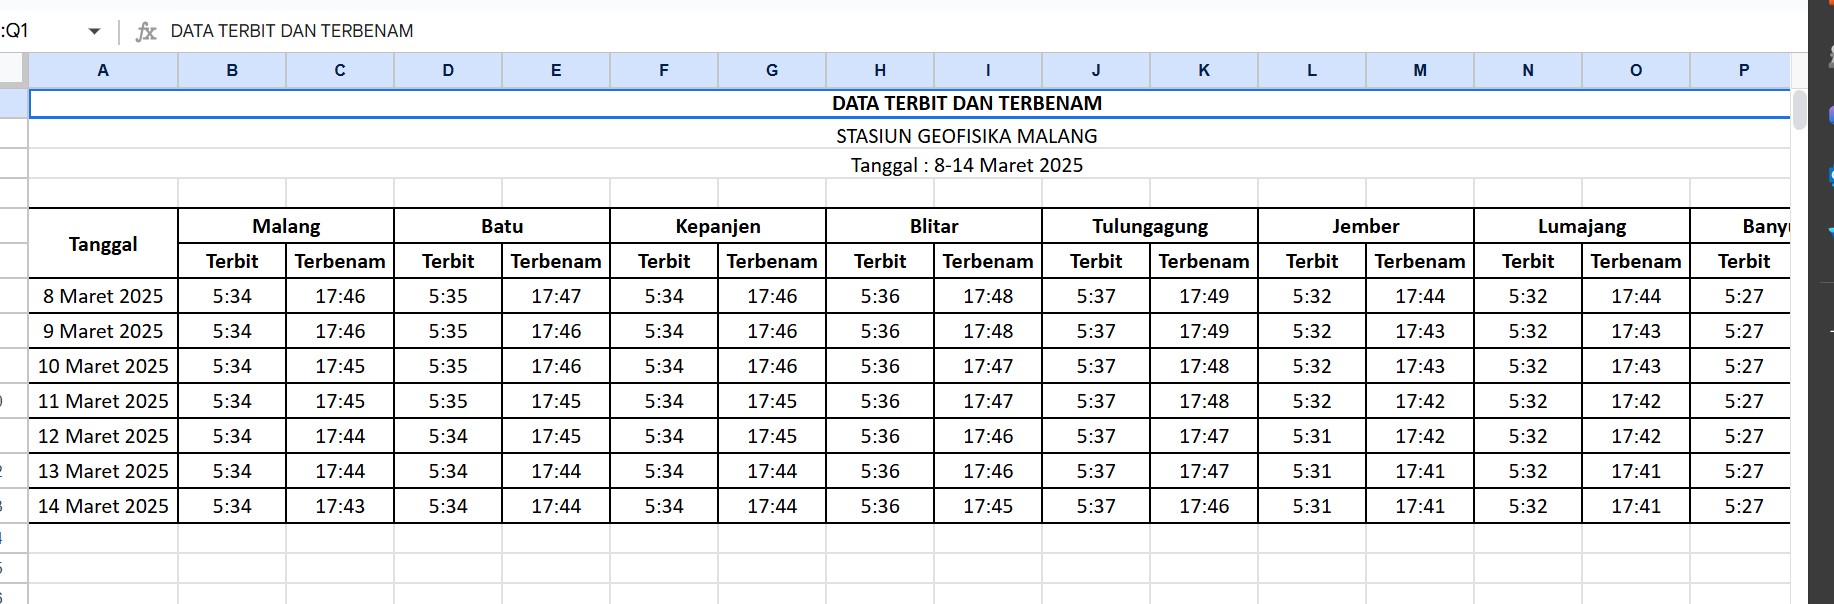 :Q1 fx DATA TERBIT DAN TERBENAM
A B C D E F G H I J K L M N O P
DATA TERBIT DAN TERBENAM
STASIUN GEOFISIKA MALANG
Tanggal : 8-14 Maret 2025
Tanggal Malang Batu Kepanjen Blitar Tulungagung Jember Lumajang
Terbit Terbenam Terbit Terbenam Terbit Terbenam Terbit Terbenam Terbit Terbenam Terbit Terbenam Terbit Terbenam Terbit
8 Maret 2025 5:34 17:46 5:35 17:47 5:34 17:46 5:36 17:48 5:37 17:49 5:32 17:44 5:32 17:44 5:27
9 Maret 2025 5:34 17:46 5:35 17:46 5:34 17:46 5:36 17:48 5:37 17:49 5:32 17:43 5:32 17:43 5:27
10 Maret 2025 5:34 17:45 5:35 17:46 5:34 17:46 5:36 17:47 5:37 17:48 5:32 17:43 5:32 17:43 5:27
11 Maret 2025 5:34 17:45 5:35 17:45 5:34 17:45 5:36 17:47 5:37 17:48 5:32 17:42 5:32 17:42 5:27
12 Maret 2025 5:34 17:44 5:34 17:45 5:34 17:45 5:36 17:46 5:37 17:47 5:31 17:42 5:32 17:42 5:27
13 Maret 2025 5:34 17:44 5:34 17:44 5:34 17:44 5:36 17:46 5:37 17:47 5:31 17:41 5:32 17:41 5:27
14 Maret 2025 5:34 17:43 5:34 17:44 5:34 17:44 5:36 17:45 5:37 17:46 5:31 17:41 5:32 17:41 5:27